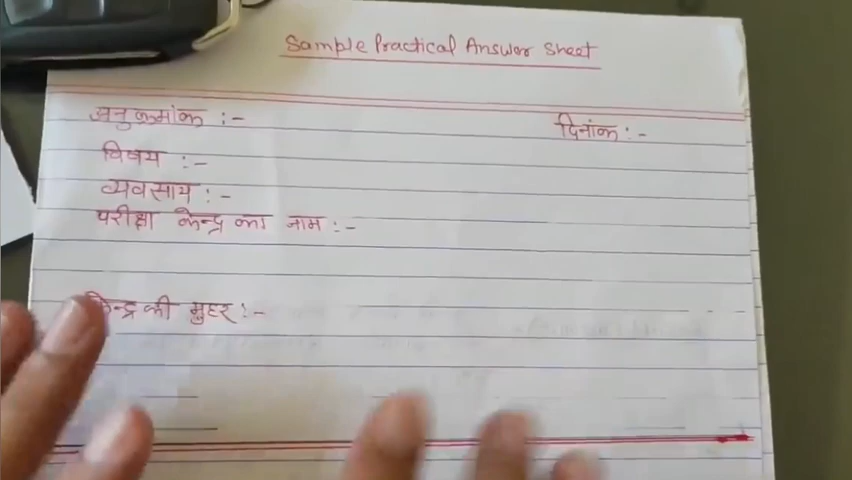 Sample Practical Answer Sheet
अनुक्रमांक :- दिनांक :-
विषय :-
व्यवसाय :-
परीक्षा केन्द्र का नाम :-
केन्द्र की मुहर :-